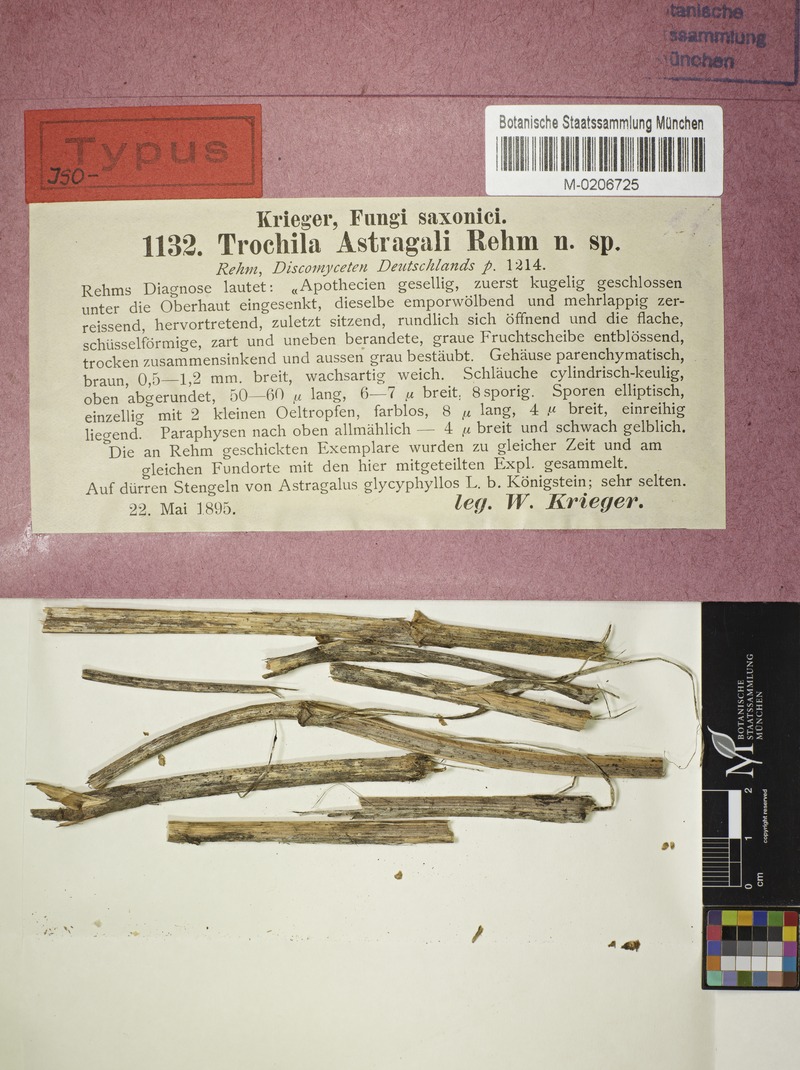 tanische
ssammlung
ünchen
Typus
Iso-
Botanische Staatssammlung München
M-0206725
Krieger, Fungi saxonici.
1132. Trochila Astragali Rehm n. sp.
Rehm, Discomyceten Deutschlands p. 1214.
Rehms Diagnose lautet: „Apothecien gesellig, zuerst kugelig geschlossen
unter die Oberhaut eingesenkt, dieselbe emporwölbend und mehrlappig zer-
reissend, hervortretend, zuletzt sitzend, rundlich sich öffnend und die flache,
schüsselförmige, zart und uneben berandete, graue Fruchtscheibe entblössend,
trocken zusammensinkend und aussen grau bestäubt. Gehäuse parenchymatisch,
braun, 0,5—1,2 mm. breit, wachsartig weich. Schläuche cylindrisch-keulig,
oben abgerundet, 50—60 µ lang, 6—7 µ breit, 8sporig. Sporen elliptisch,
einzellig mit 2 kleinen Oeltropfen, farblos, 8 µ lang, 4 µ breit, einreihig
liegend. Paraphysen nach oben allmählich — 4 µ breit und schwach gelblich.
Die an Rehm geschickten Exemplare wurden zu gleicher Zeit und am
gleichen Fundorte mit den hier mitgeteilten Expl. gesammelt.
Auf dürren Stengeln von Astragalus glycyphyllos L. b. Königstein; sehr selten.
22. Mai 1895. leg. W. Krieger.
BOTANISCHE
STAATSSAMMLUNG
MÜNCHEN
0 1 2
cm
copyright reserved